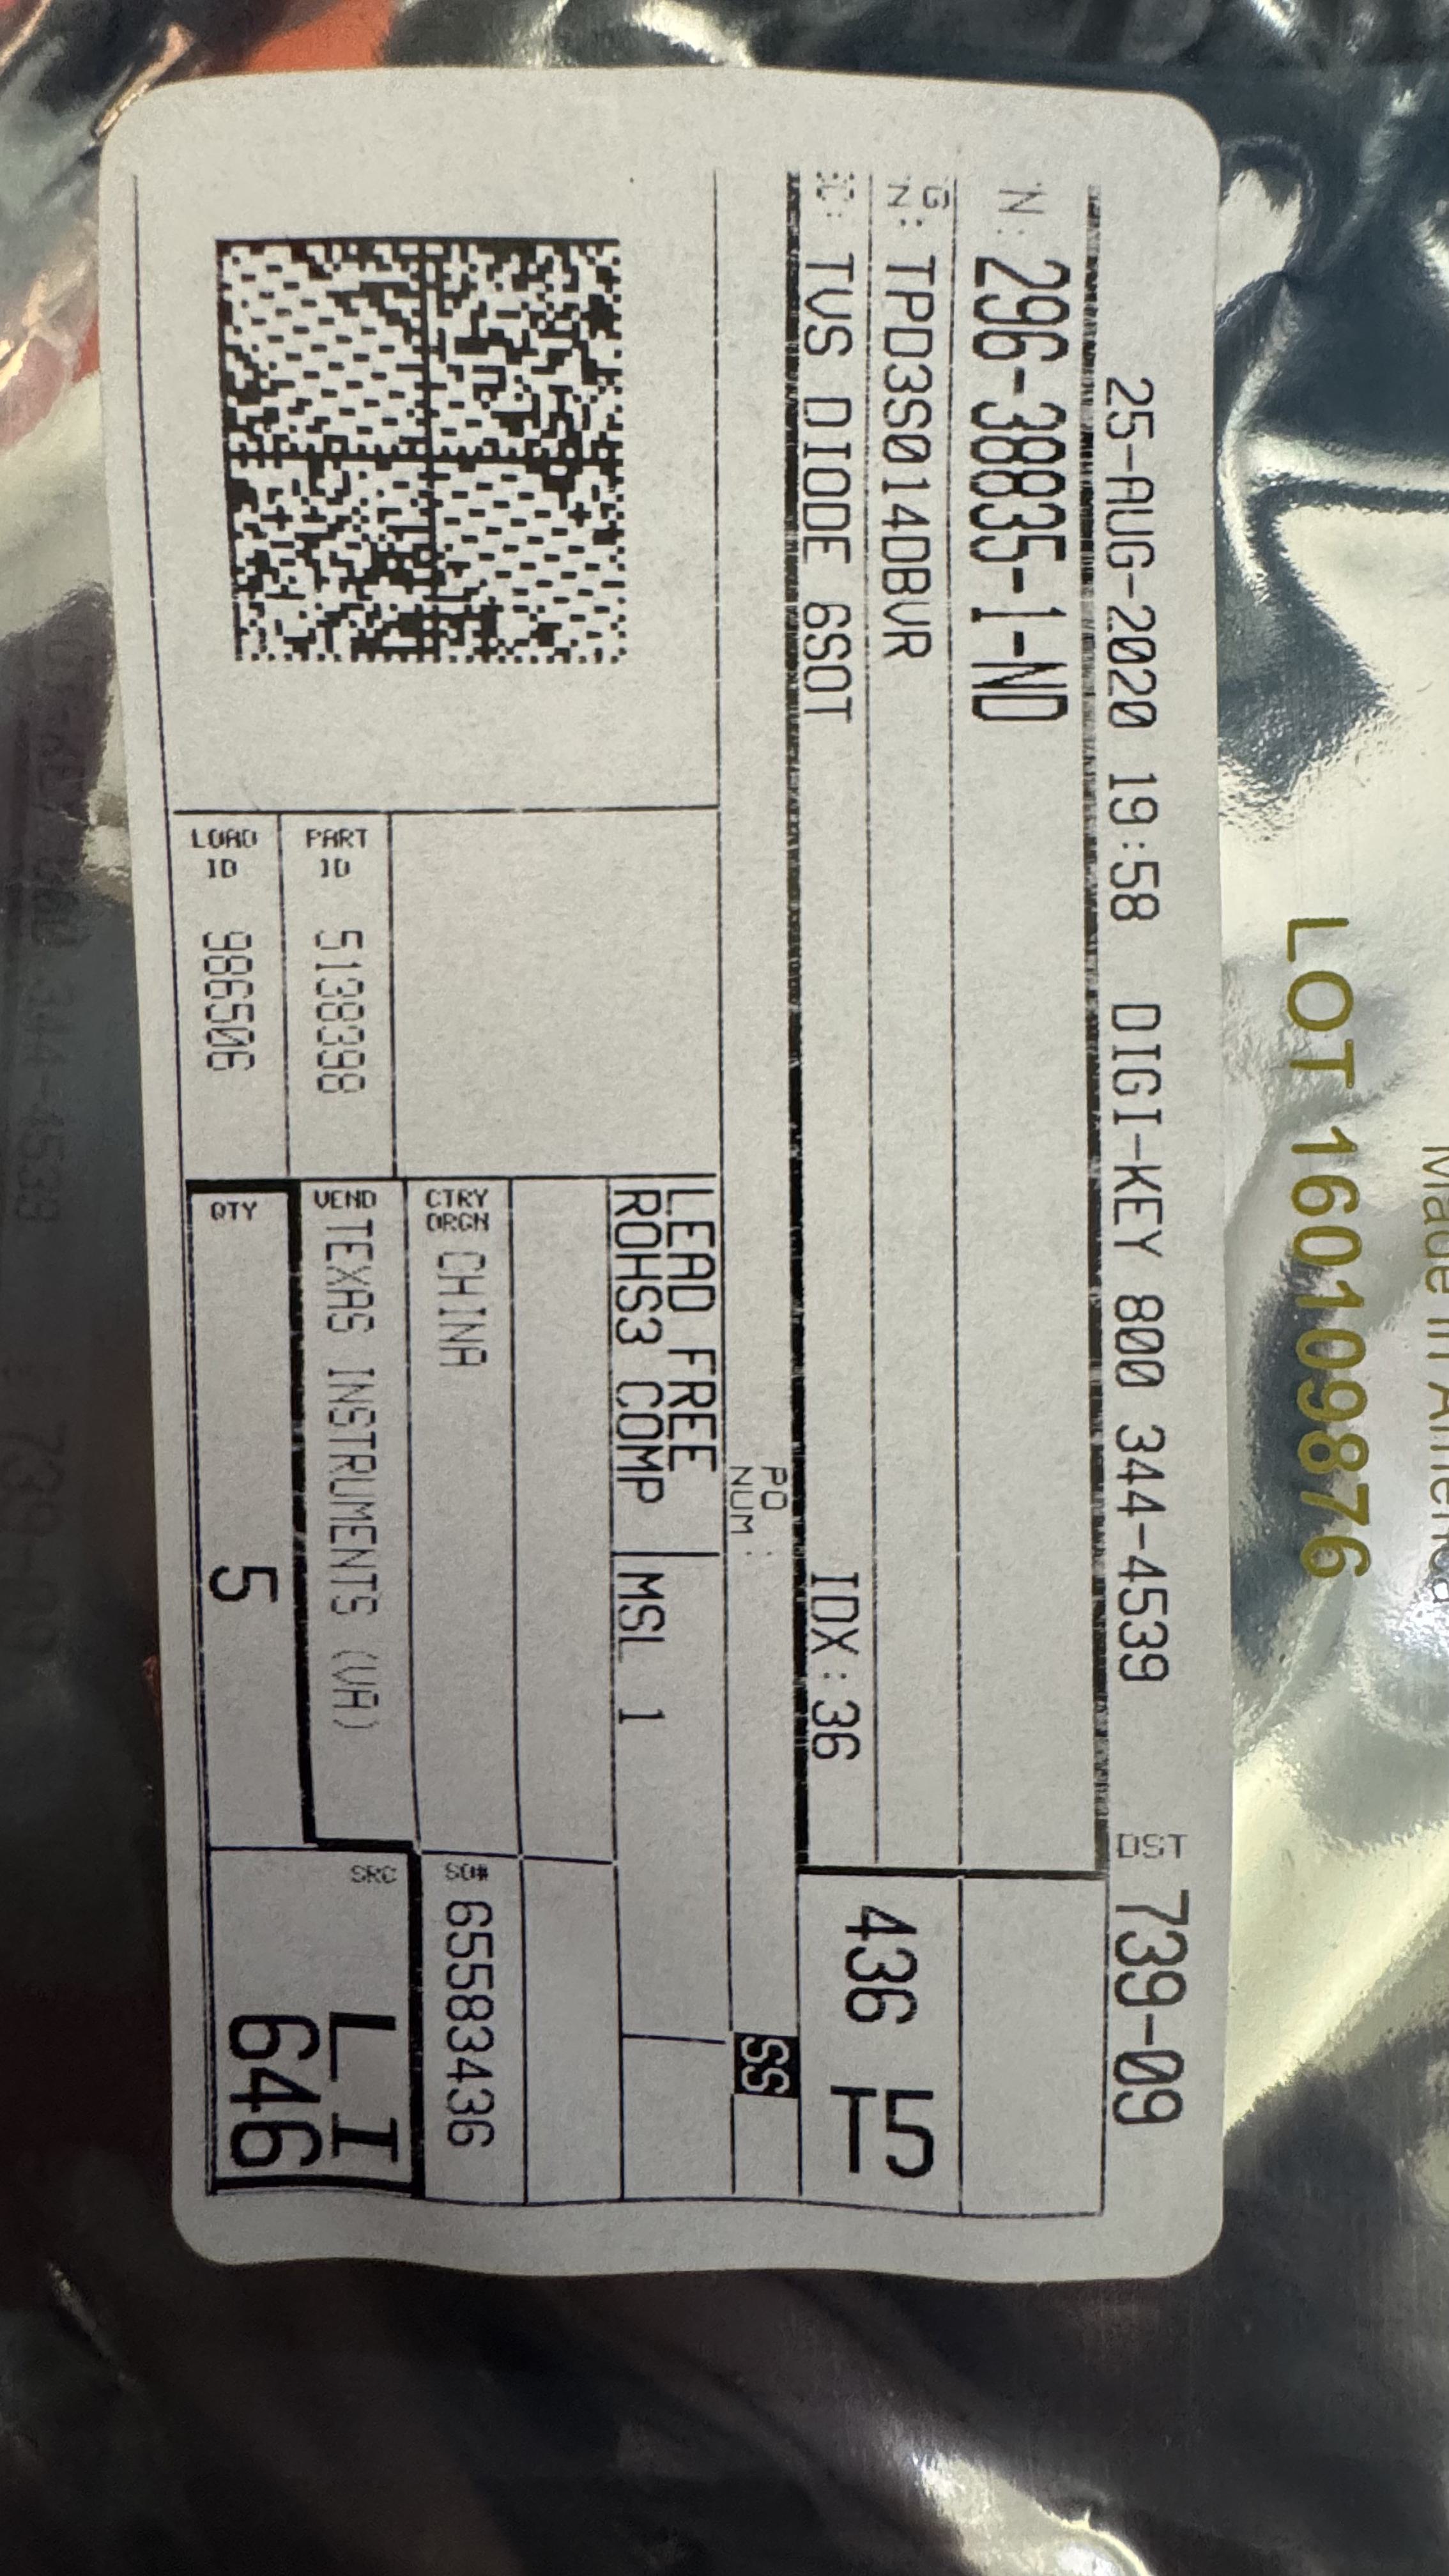 Made in America
LOT 160109876
25-AUG-2020 19:58 DIGI-KEY 800 344-4539 DST 739-09
N: 296-38835-1-ND
G
N: TPD3S014DBVR
C: TVS DIODE 6SOT IDX:36
436 T5
PO
NUM:
SS
LEAD FREE
ROHS3 COMP MSL 1
CTRY
ORGN CHINA
SO# 65583436
PART
ID 5138398
VEND TEXAS INSTRUMENTS (VA)
LOAD
ID 986506
QTY 5
SRC
LI
646